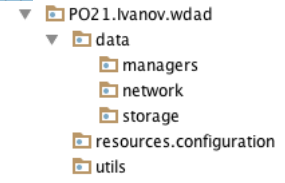 PO21.Ivanov.wdad
data
managers
network
storage
resources.configuration
utils